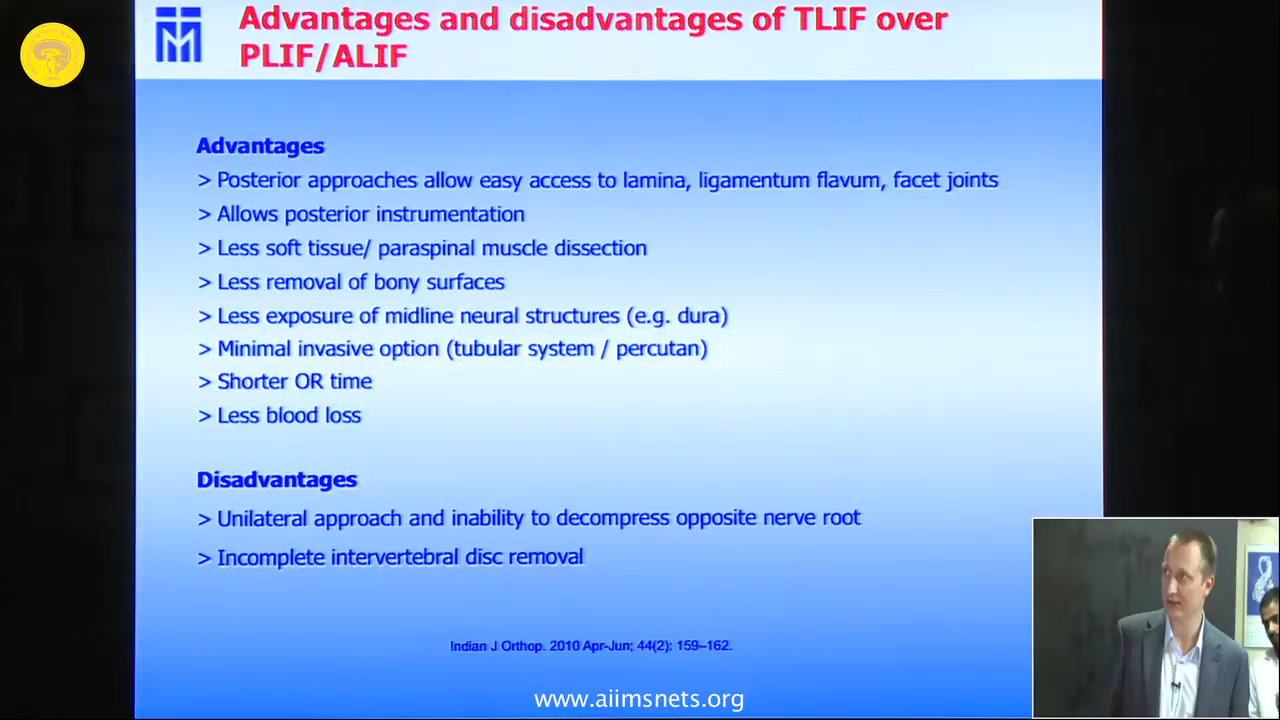 Advantages and disadvantages of TLIF over
PLIF/ALIF
Advantages
> Posterior approaches allow easy access to lamina, ligamentum flavum, facet joints
> Allows posterior instrumentation
> Less soft tissue/ paraspinal muscle dissection
> Less removal of bony surfaces
> Less exposure of midline neural structures (e.g. dura)
> Minimal invasive option (tubular system / percutan)
> Shorter OR time
> Less blood loss
Disadvantages
> Unilateral approach and inability to decompress opposite nerve root
> Incomplete intervertebral disc removal
Indian J Orthop. 2010 Apr-Jun; 44(2): 159–162.
www.aiimsnets.org